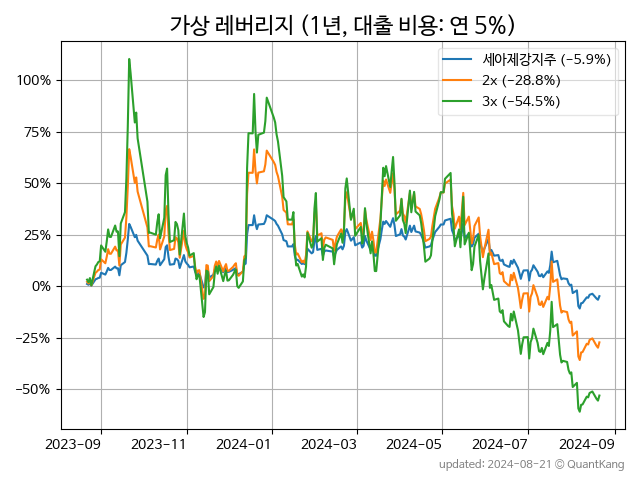 가상 레버리지 (1년, 대출 비용: 연 5%)
세아제강지주 (−5.9%)
2x (−28.8%)
3x (−54.5%)
100%
75%
50%
25%
0%
−25%
−50%
2023-09 2023-11 2024-01 2024-03 2024-05 2024-07 2024-09
updated: 2024-08-21 © QuantKang